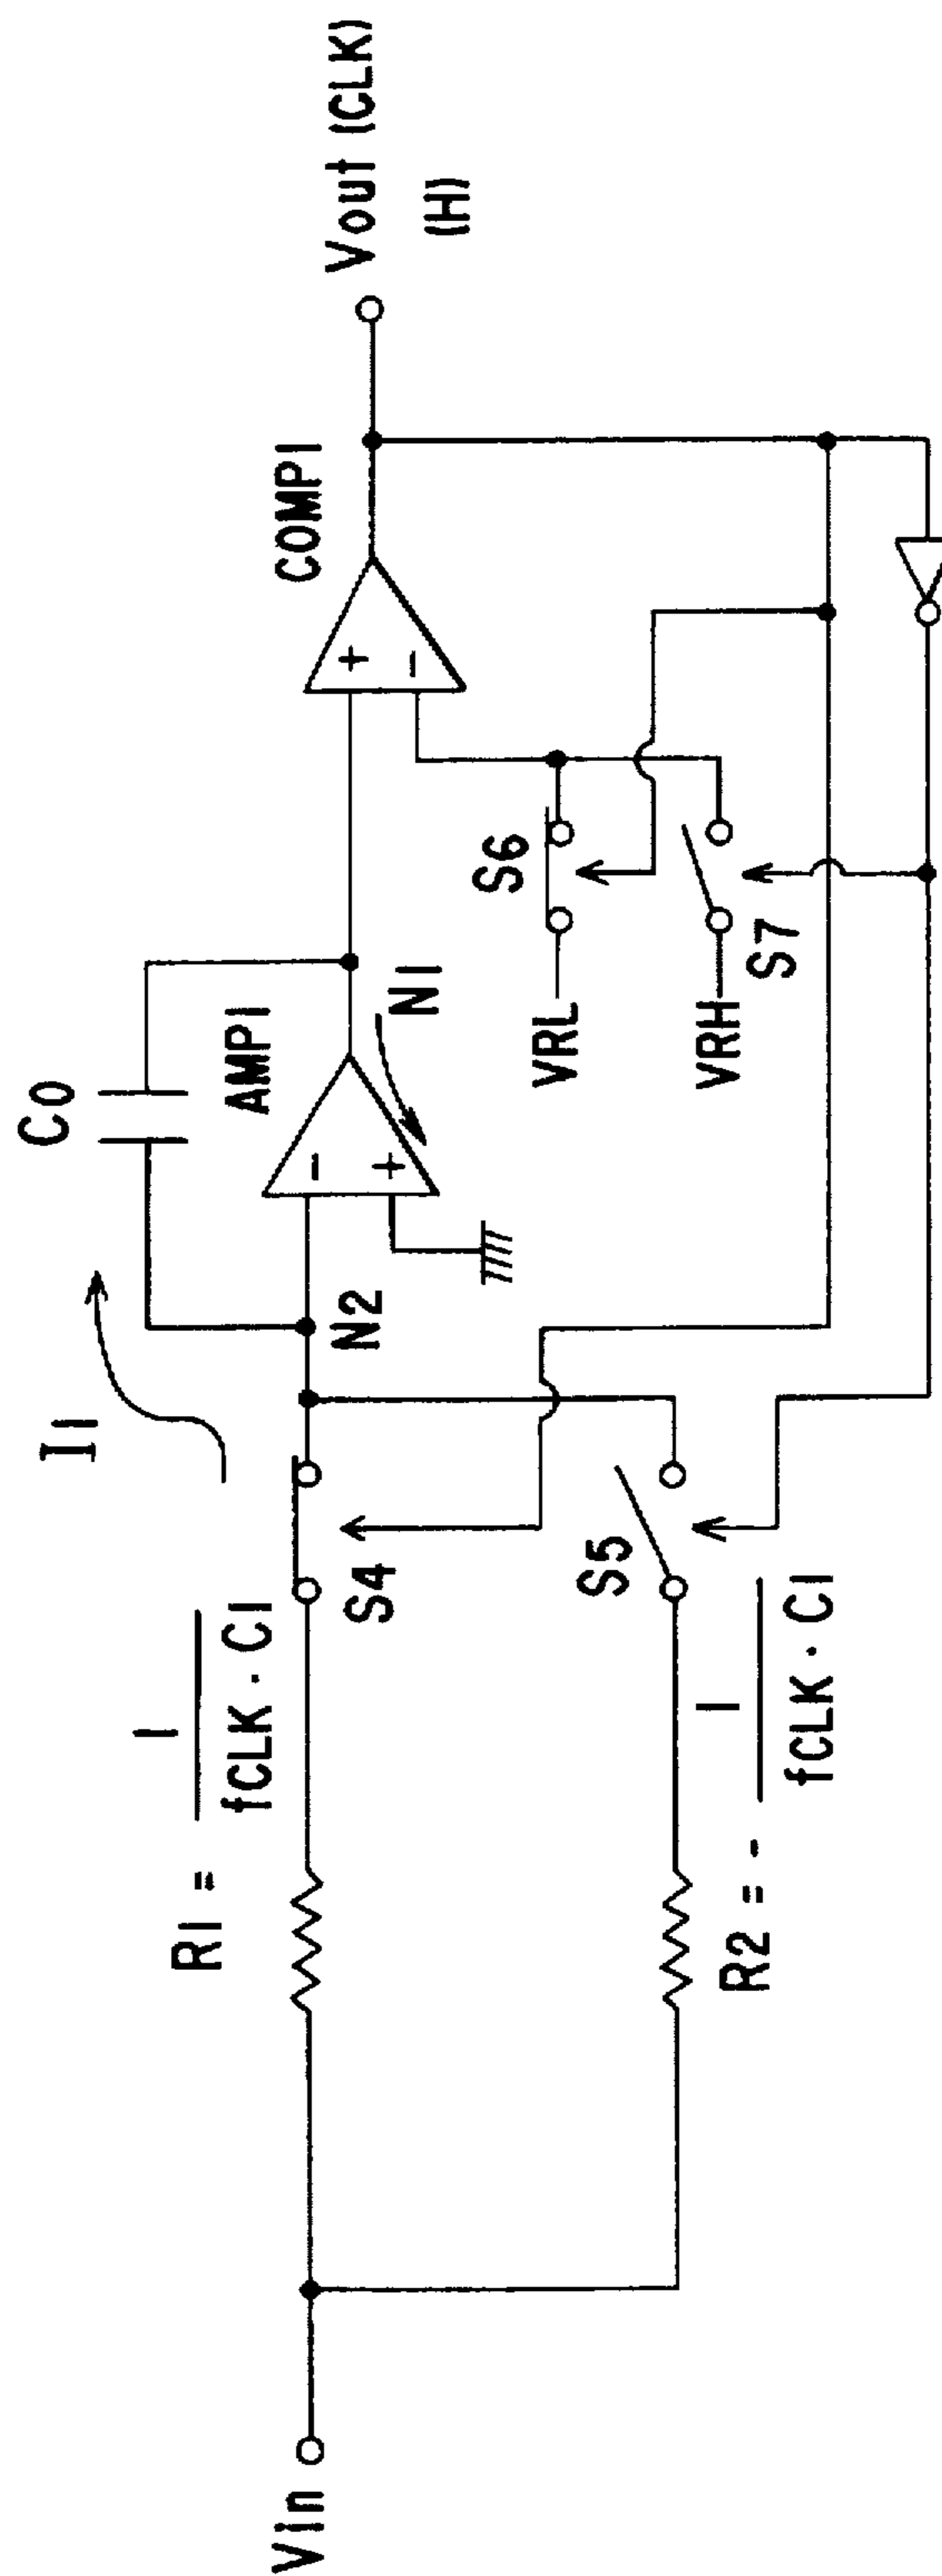 Vin
R1 = 1
fCLK · C1
R2 = - 1
fCLK · C1
S4
S5
I1
N2
C0
AMP1
-
+
N1
VRL
S6
VRH
S7
COMP1
+
-
Vout (CLK)
(H)